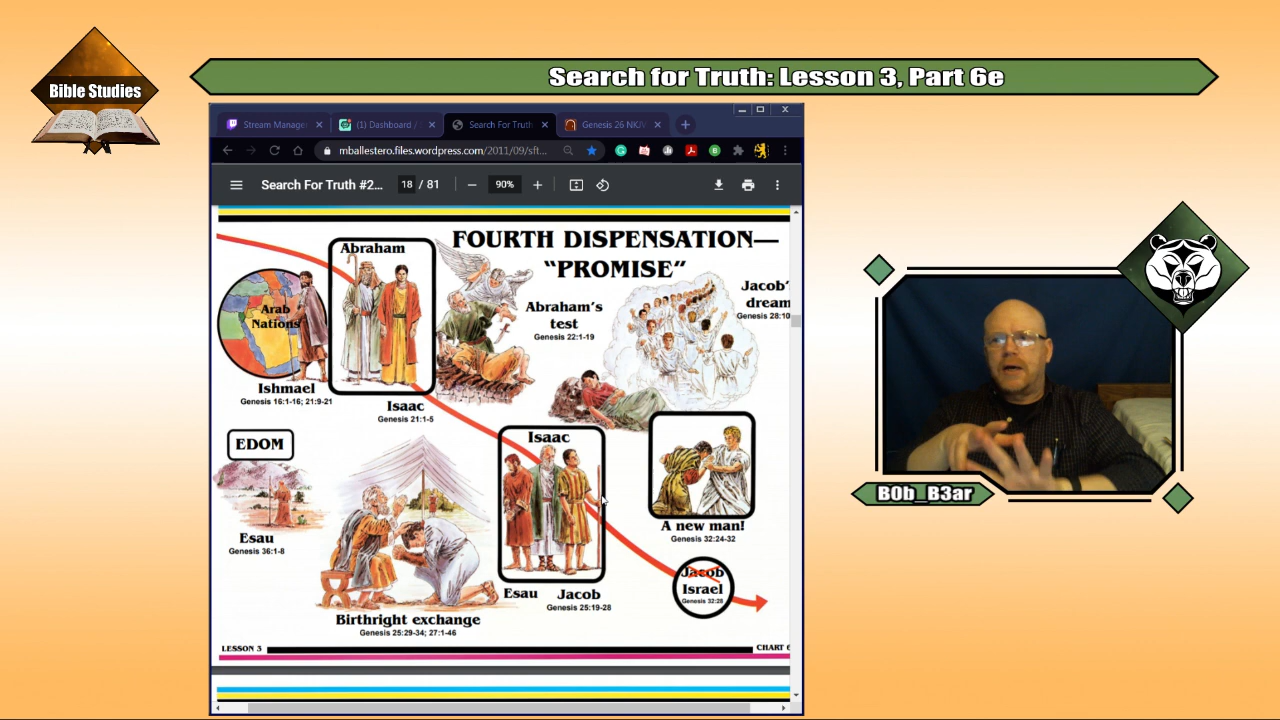 Bible Studies
Search for Truth: Lesson 3, Part 6e
Stream Manage
(1) Dashboard /
Search For Truth
Genesis 26 NKJV
mballestero.files.wordpress.com/2011/09/sft...
Search For Truth #2...
18 / 81
90%
FOURTH DISPENSATION—
“PROMISE”
Abraham
Arab
Nations
Ishmael
Genesis 16:1-16; 21:9-21
Isaac
Genesis 21:1-5
Abraham's
test
Genesis 22:1-19
Jacob'
dream
Genesis 28:10
EDOM
Esau
Genesis 36:1-8
Birthright exchange
Genesis 25:29-34; 27:1-46
Isaac
Esau
Jacob
Genesis 25:19-28
A new man!
Genesis 32:24-32
Jacob
Israel
Genesis 32:28
LESSON 3
CHART 6
B0b_B3ar